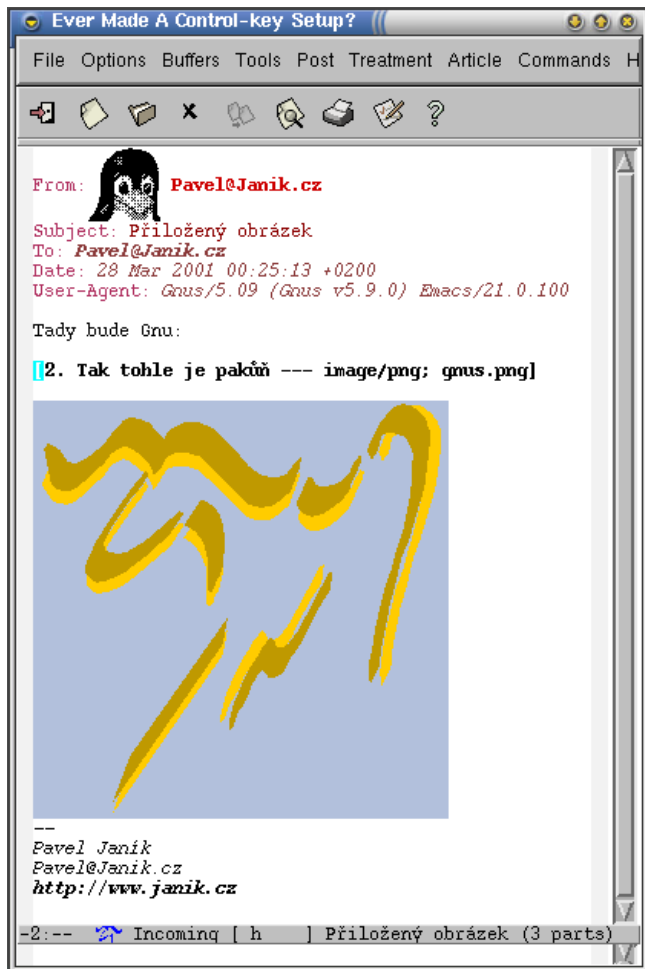 Ever Made A Control-key Setup?
File Options Buffers Tools Post Treatment Article Commands H
From: Pavel@Janik.cz
Subject: Přiložený obrázek
To: Pavel@Janik.cz
Date: 28 Mar 2001 00:25:13 +0200
User-Agent: Gnus/5.09 (Gnus v5.9.0) Emacs/21.0.100
Tady bude Gnu:
[2. Tak tohle je pakůň --- image/png; gnus.png]
--
Pavel Janík
Pavel@Janik.cz
http://www.janik.cz
-2:-- Incoming [ h ] Přiložený obrázek (3 parts)